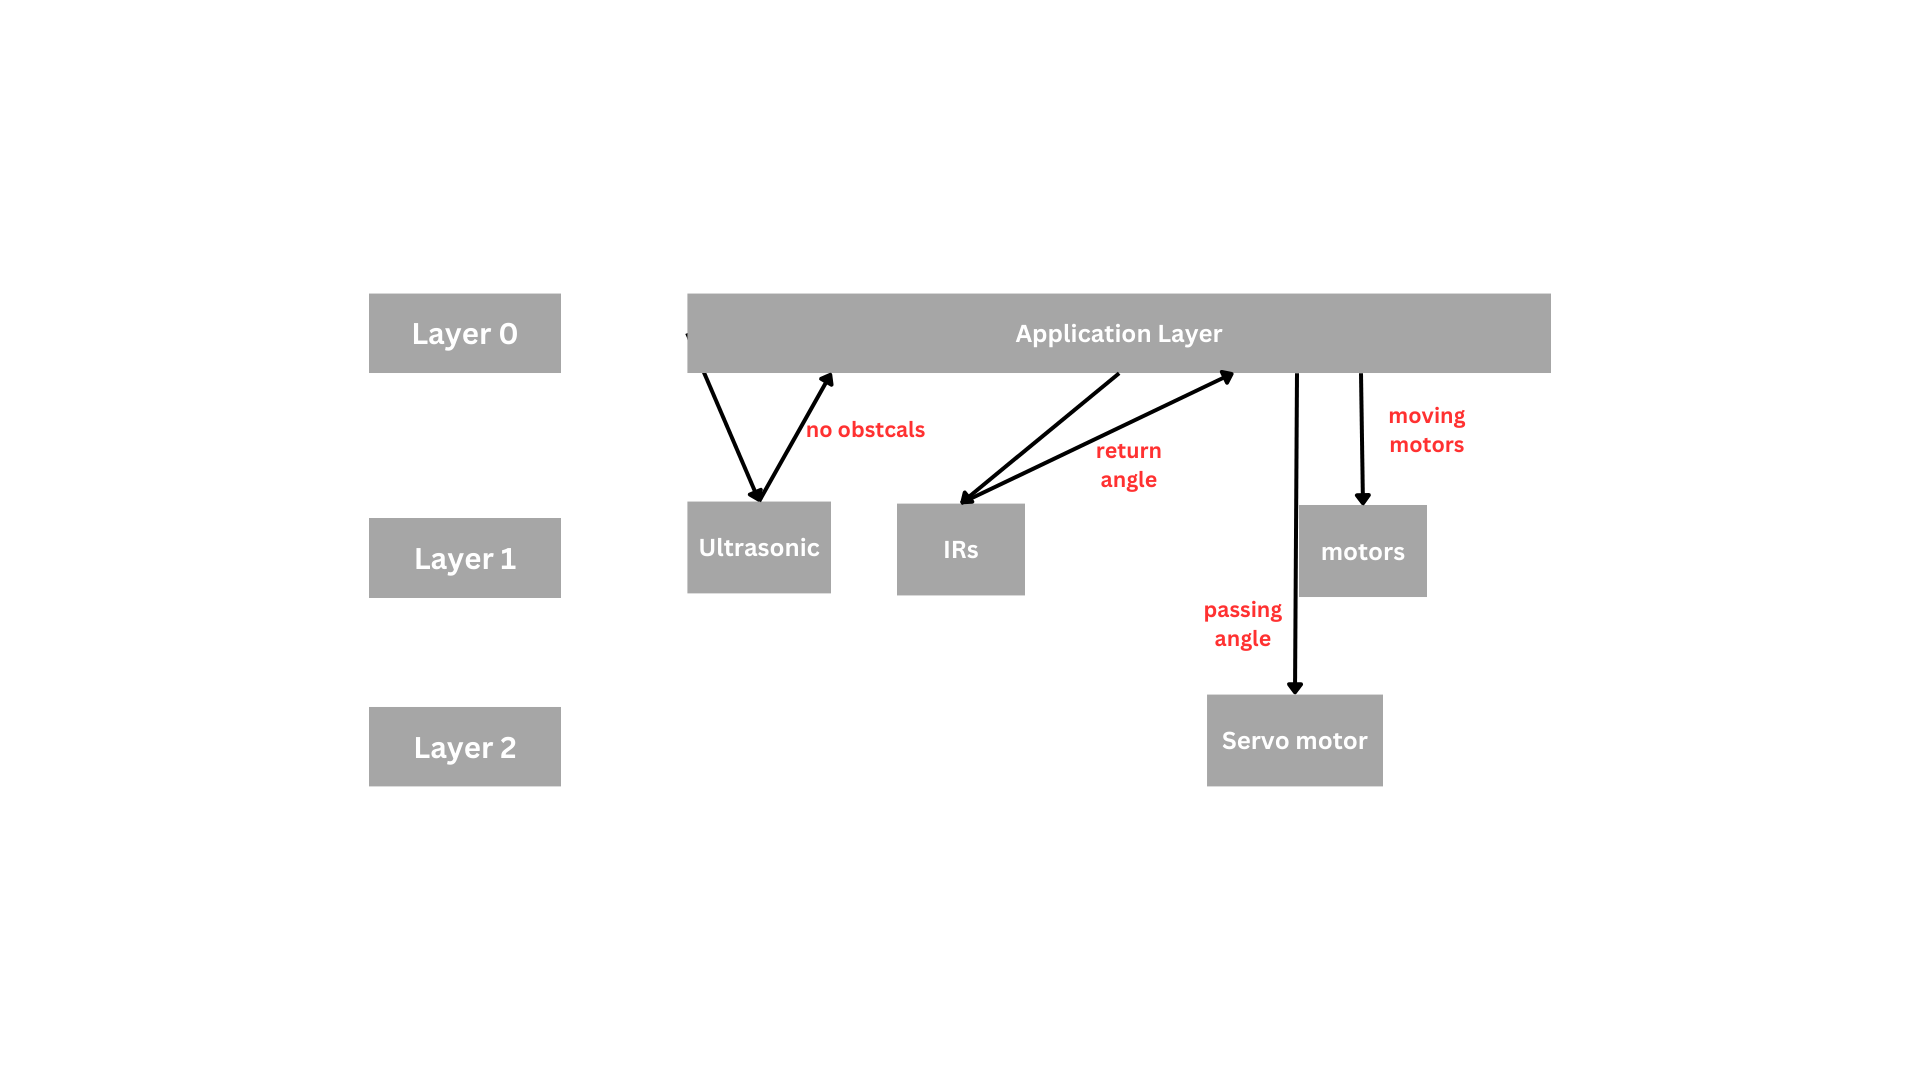 Layer 0
Application Layer
no obstcals
moving
motors
return
angle
Layer 1
Ultrasonic
IRs
motors
passing
angle
Layer 2
Servo motor